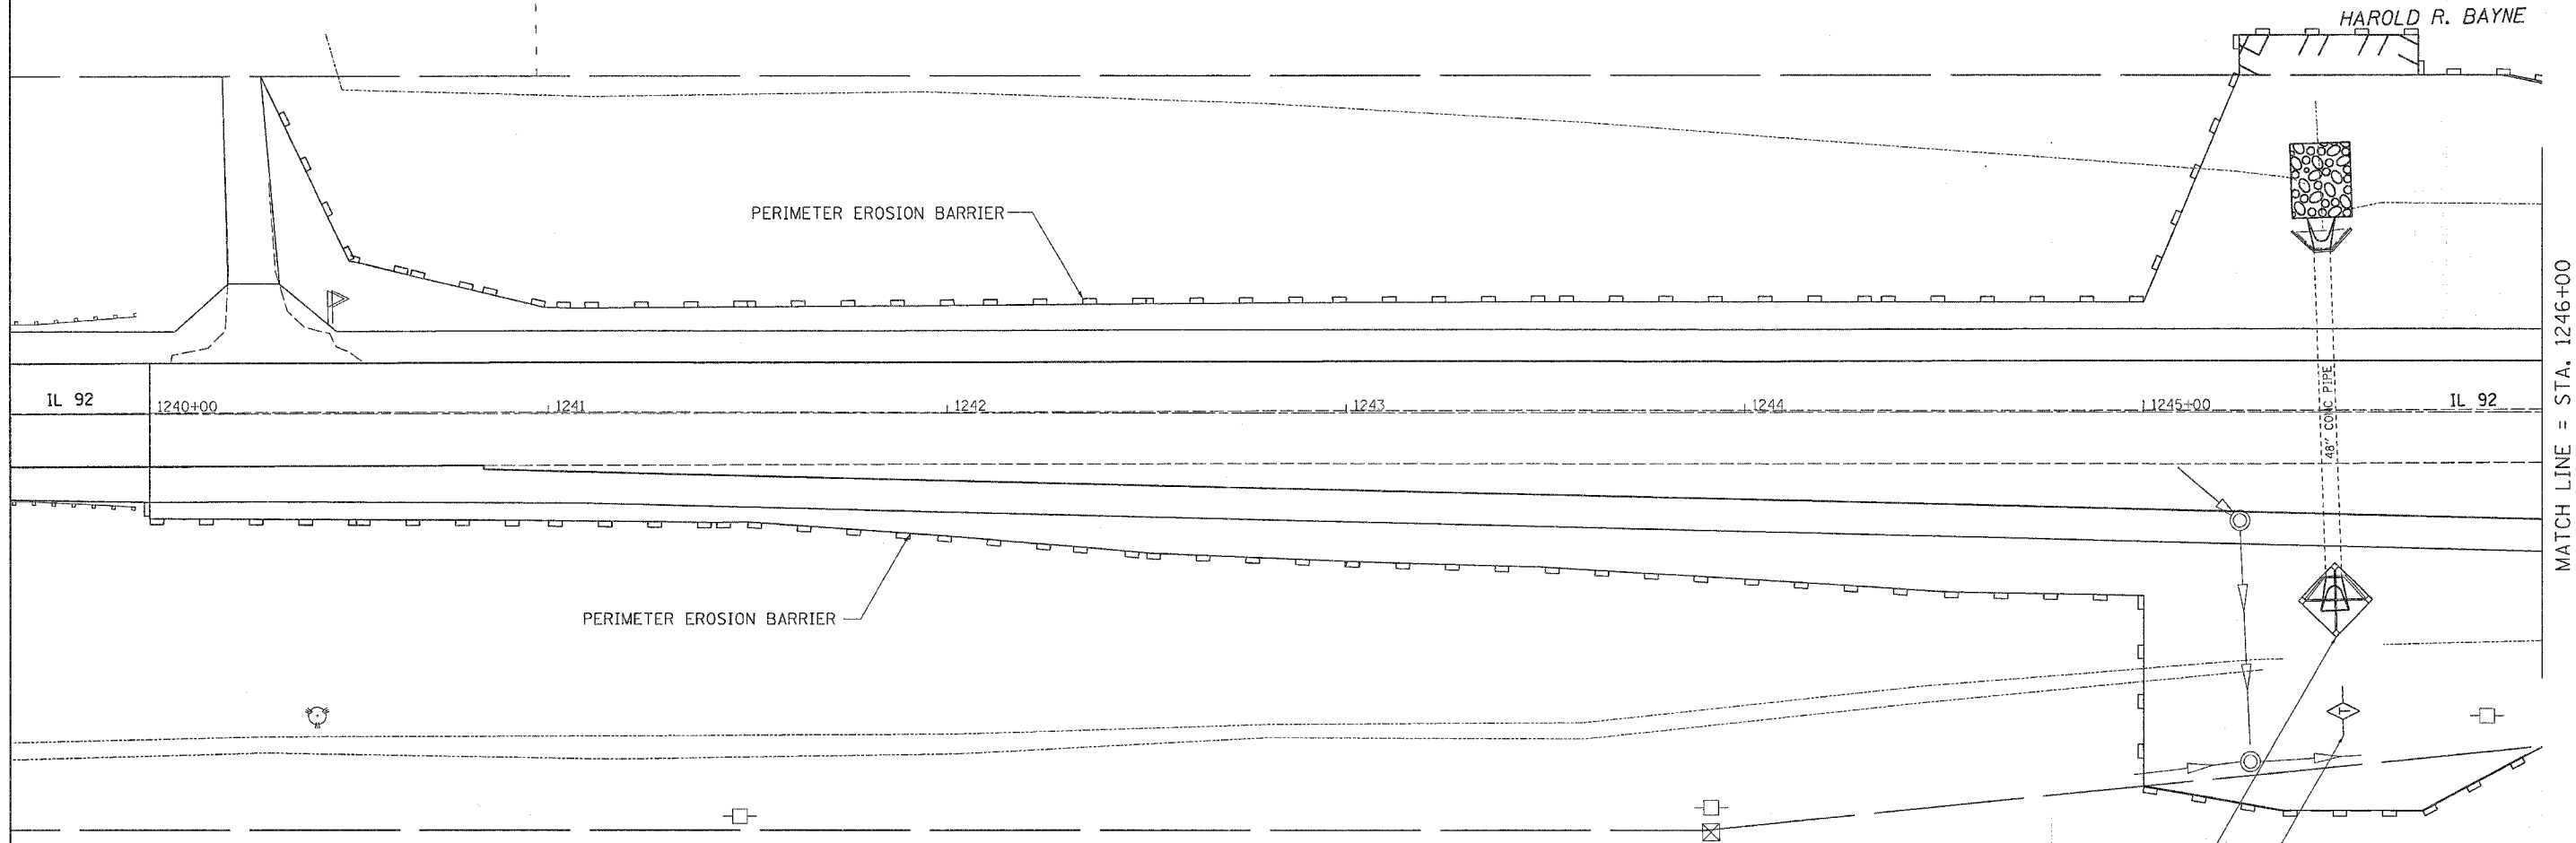 HAROLD R. BAYNE
PERIMETER EROSION BARRIER
IL 92
1240+00
1241
1242
1243
1244
1245+00
IL 92
48" CONC PIPE
MATCH LINE = STA. 1246+00
PERIMETER EROSION BARRIER
T